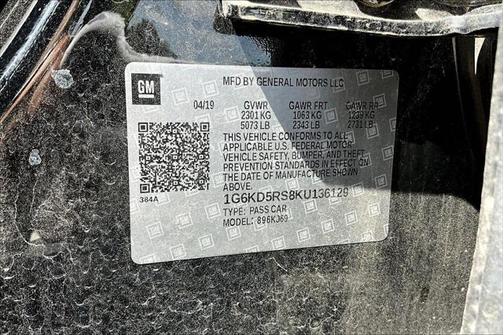 GM
MFD BY GENERAL MOTORS LLC
04/19 GVWR GAWR FRT GAWR RR
2301 KG 1063 KG 1239 KG
5073 LB 2343 LB 2731 LB
THIS VEHICLE CONFORMS TO ALL
APPLICABLE U.S. FEDERAL MOTOR
VEHICLE SAFETY, BUMPER, AND THEFT
PREVENTION STANDARDS IN EFFECT ON
THE DATE OF MANUFACTURE SHOWN
ABOVE.
384A
1G6KD5RS8KU136129
TYPE: PASS CAR
MODEL: 896KJ69